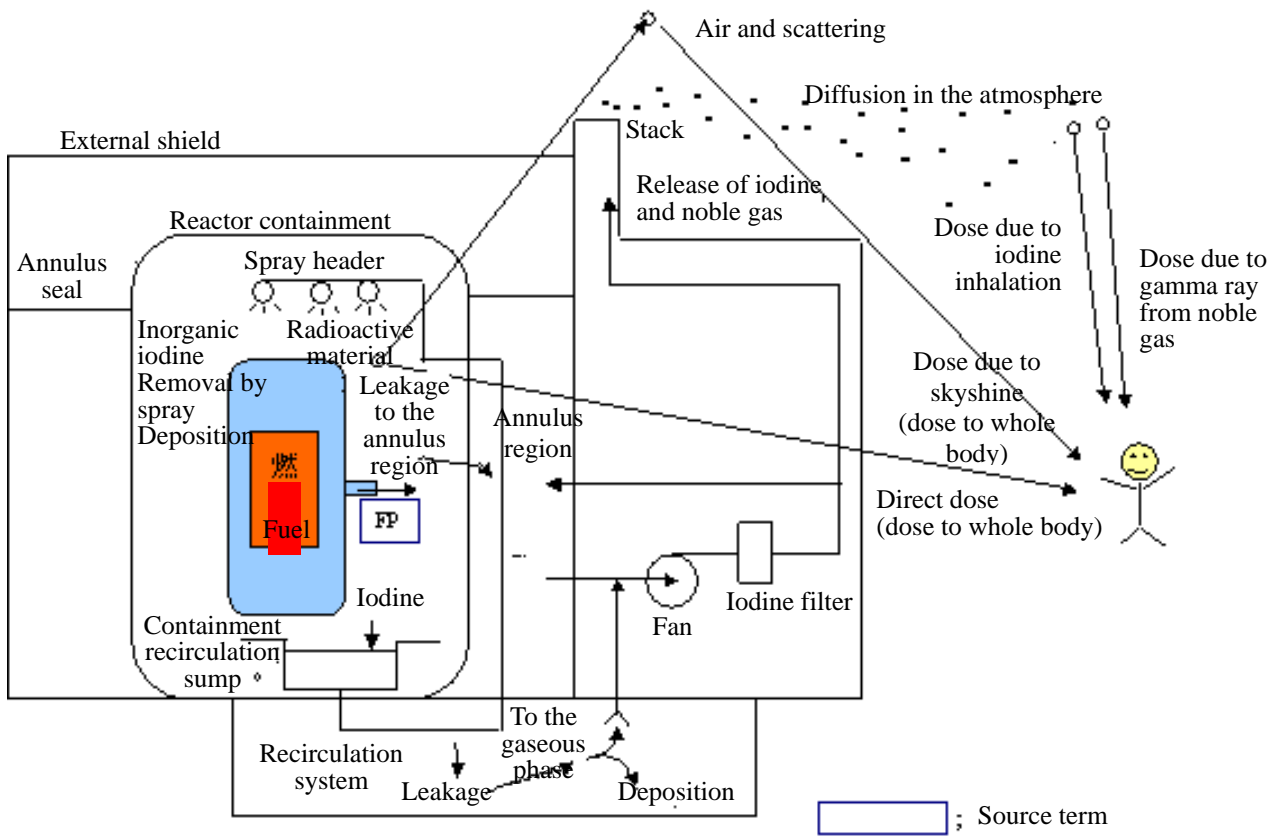 Air and scattering
Diffusion in the atmosphere
Stack
External shield
Release of iodine
and noble gas
Reactor containment
Dose due to
iodine
inhalation
Dose due to
gamma ray
from noble
gas
Annulus
seal
Spray header
Inorganic
iodine
Removal by
spray
Deposition
Radioactive
material
Leakage
to the
annulus
region
Annulus
region
Dose due to
skyshine
(dose to whole
body)
燃
Fuel
FP
Direct dose
(dose to whole body)
Iodine filter
Fan
Iodine
Containment
recirculation
sump
To the
gaseous
phase
Recirculation
system
Leakage
Deposition
; Source term